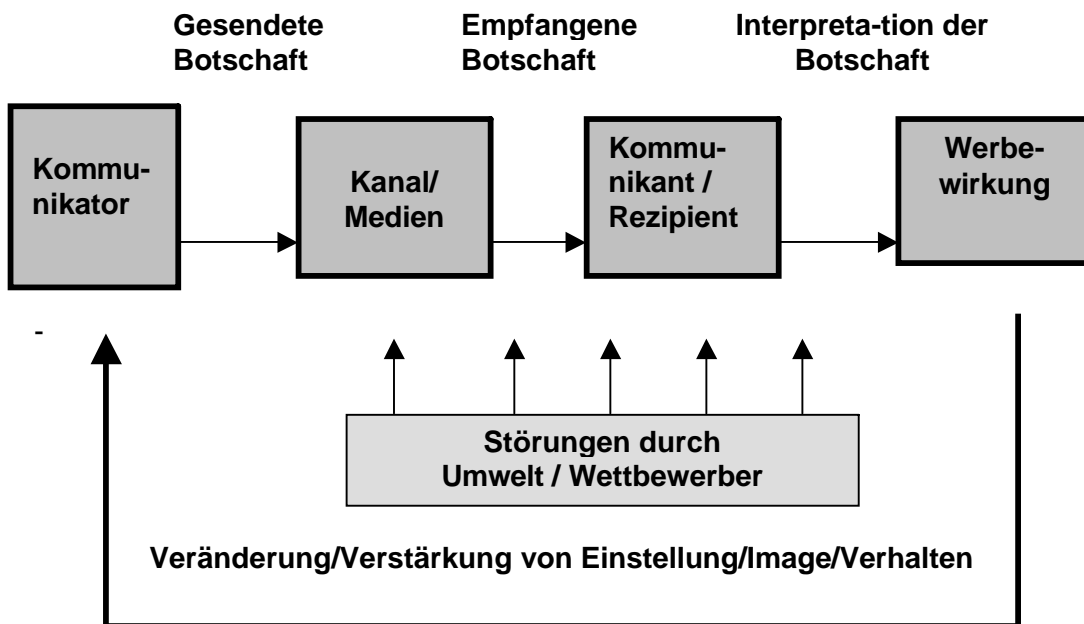 Gesendete
Botschaft
Empfangene
Botschaft
Interpreta-tion der
Botschaft
Kommu-
nikator
Kanal/
Medien
Kommu-
nikant /
Rezipient
Werbe-
wirkung
-
Störungen durch
Umwelt / Wettbewerber
Veränderung/Verstärkung von Einstellung/Image/Verhalten